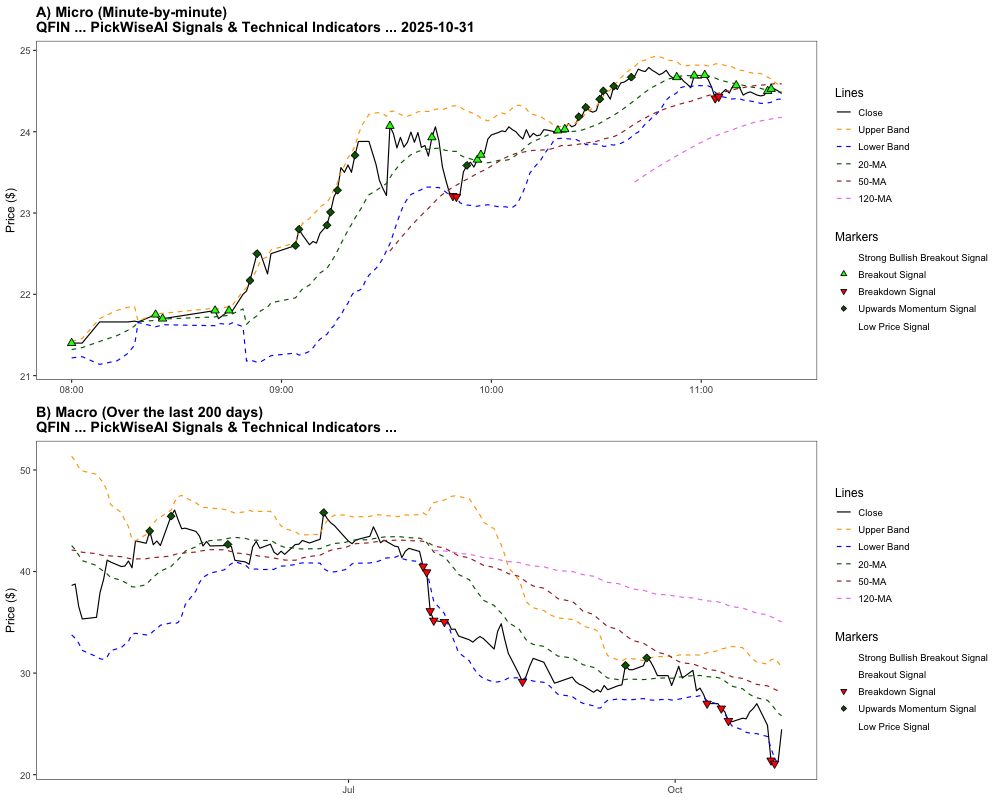 A) Micro (Minute-by-minute)
QFIN ... PickWiseAI Signals & Technical Indicators ... 2025-10-31
25
24
23
22
21
Price ($)
08:00
09:00
10:00
11:00
Lines
Close
Upper Band
Lower Band
20-MA
50-MA
120-MA
Markers
Strong Bullish Breakout Signal
Breakout Signal
Breakdown Signal
Upwards Momentum Signal
Low Price Signal
B) Macro (Over the last 200 days)
QFIN ... PickWiseAI Signals & Technical Indicators ...
50
40
30
20
Price ($)
Jul
Oct
Lines
Close
Upper Band
Lower Band
20-MA
50-MA
120-MA
Markers
Strong Bullish Breakout Signal
Breakout Signal
Breakdown Signal
Upwards Momentum Signal
Low Price Signal